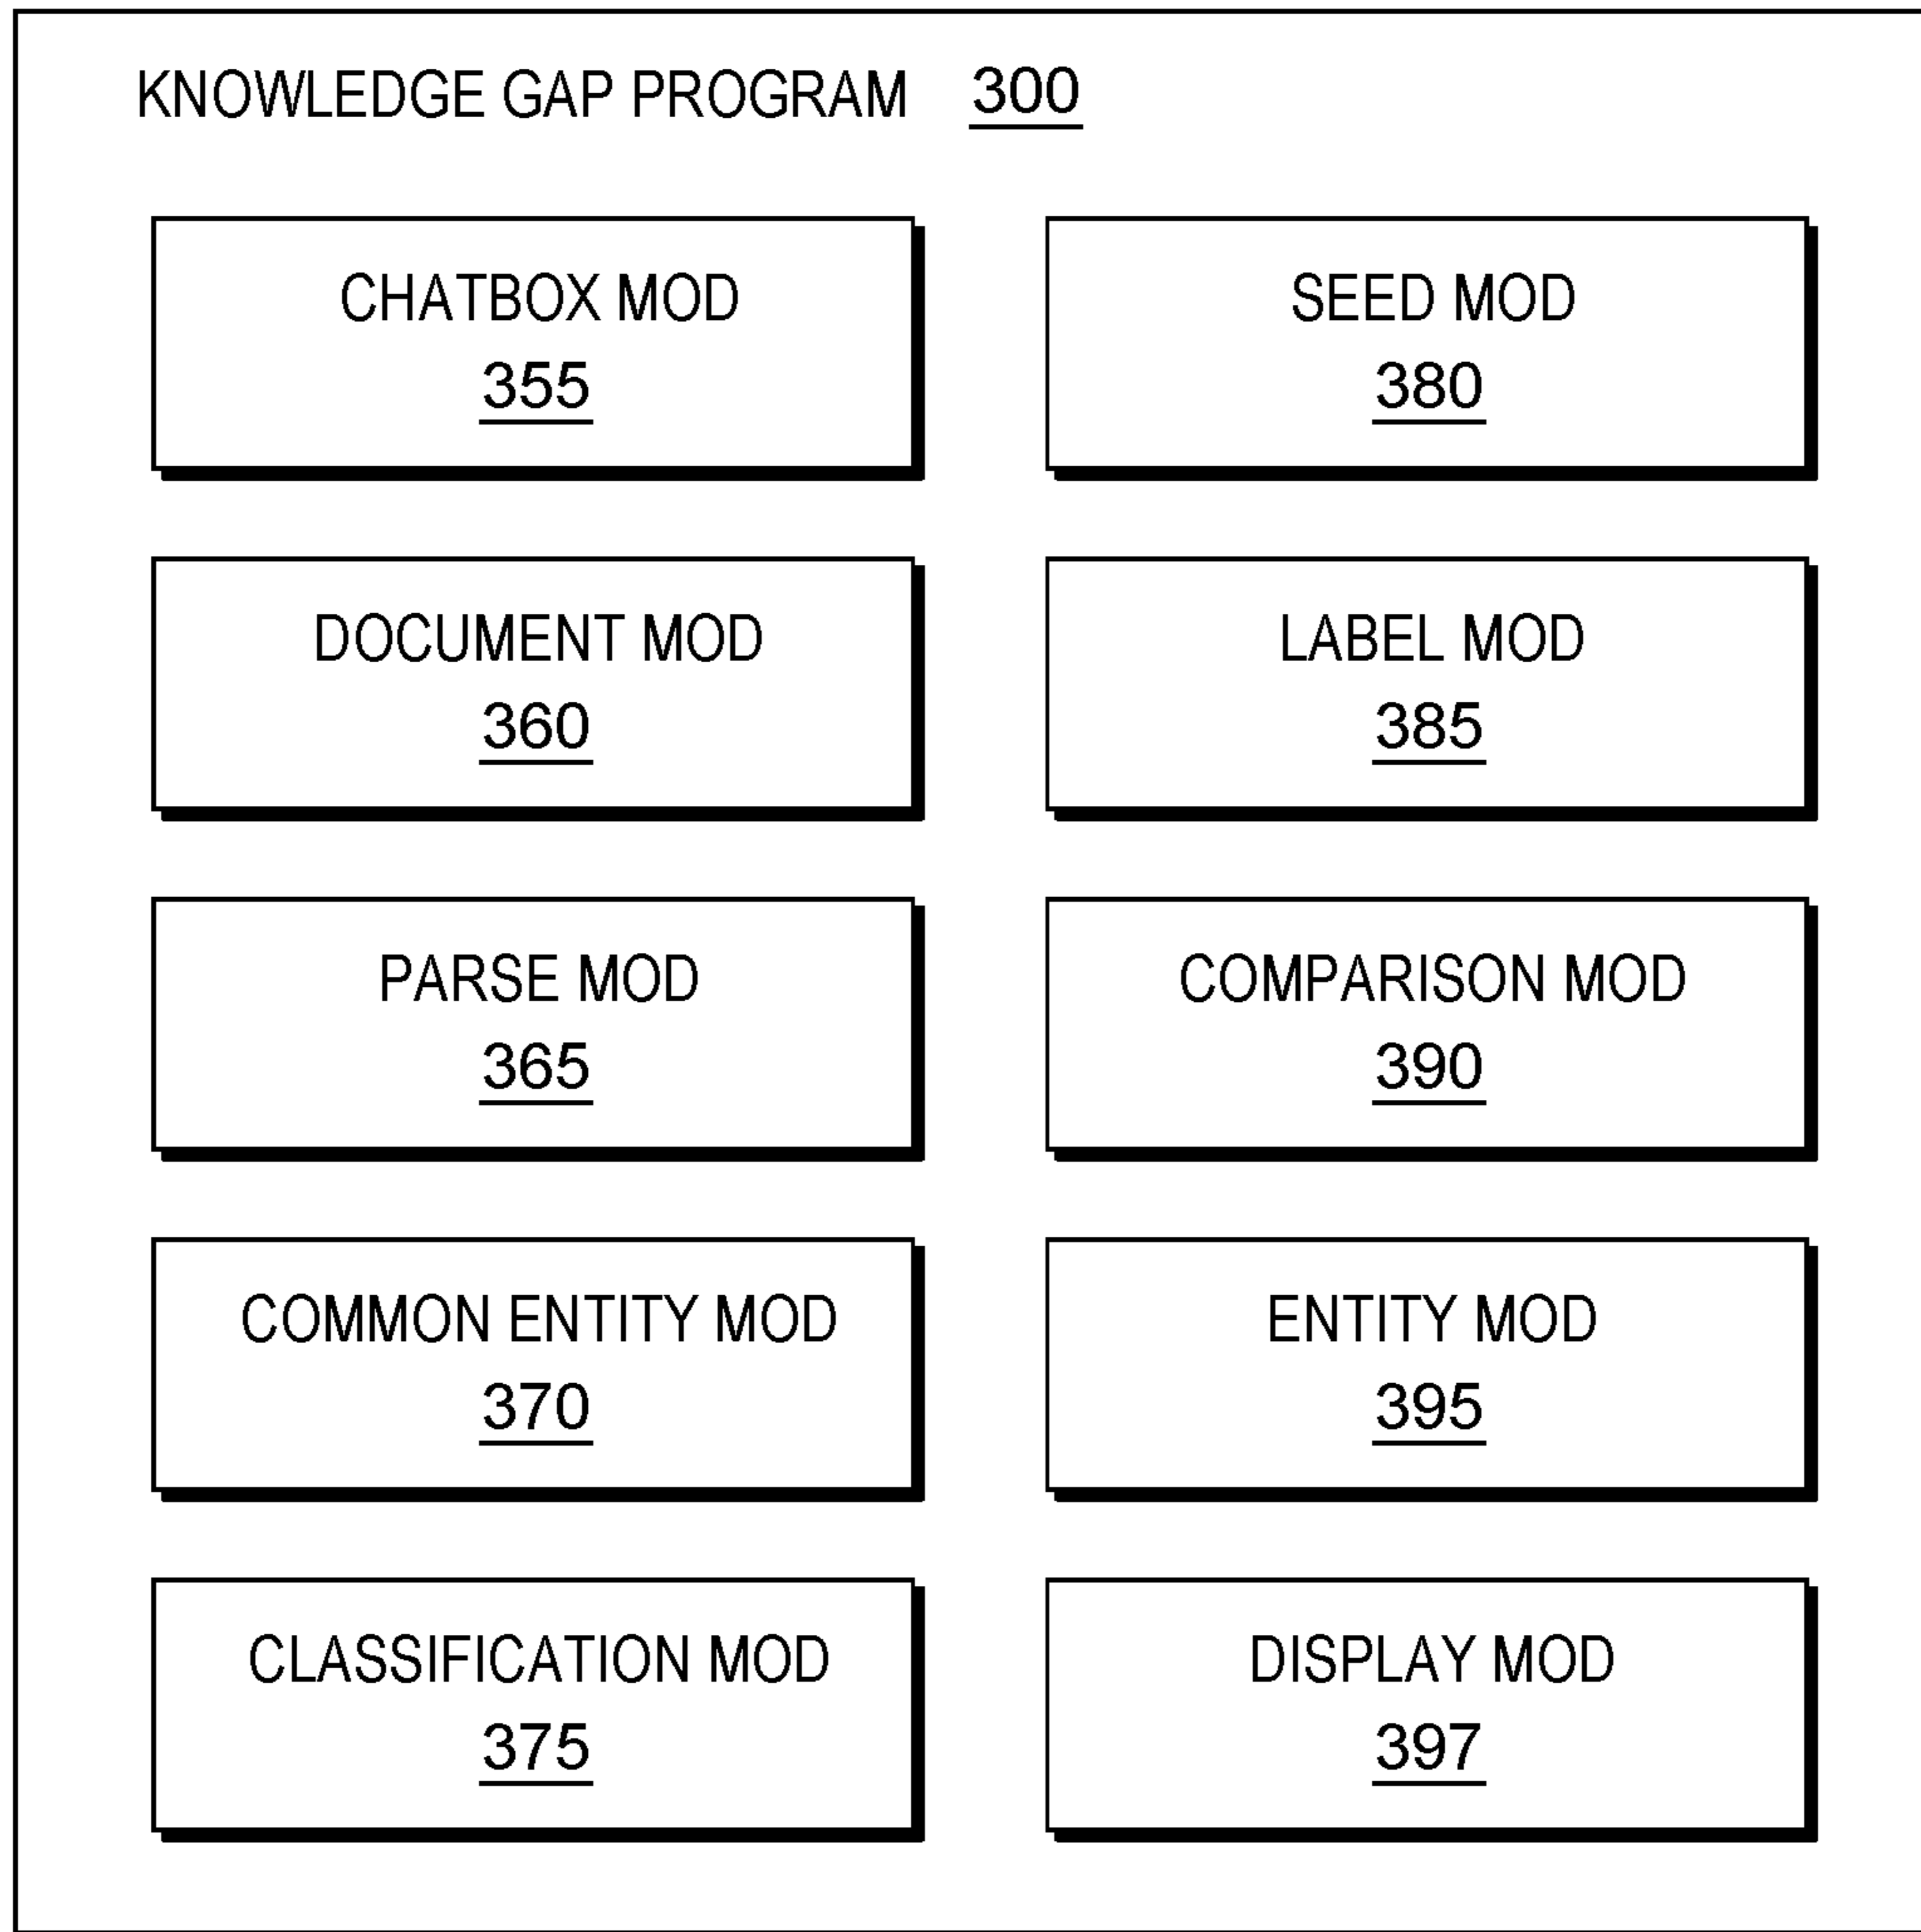 KNOWLEDGE GAP PROGRAM 300
CHATBOX MOD
355
SEED MOD
380
DOCUMENT MOD
360
LABEL MOD
385
PARSE MOD
365
COMPARISON MOD
390
COMMON ENTITY MOD
370
ENTITY MOD
395
CLASSIFICATION MOD
375
DISPLAY MOD
397